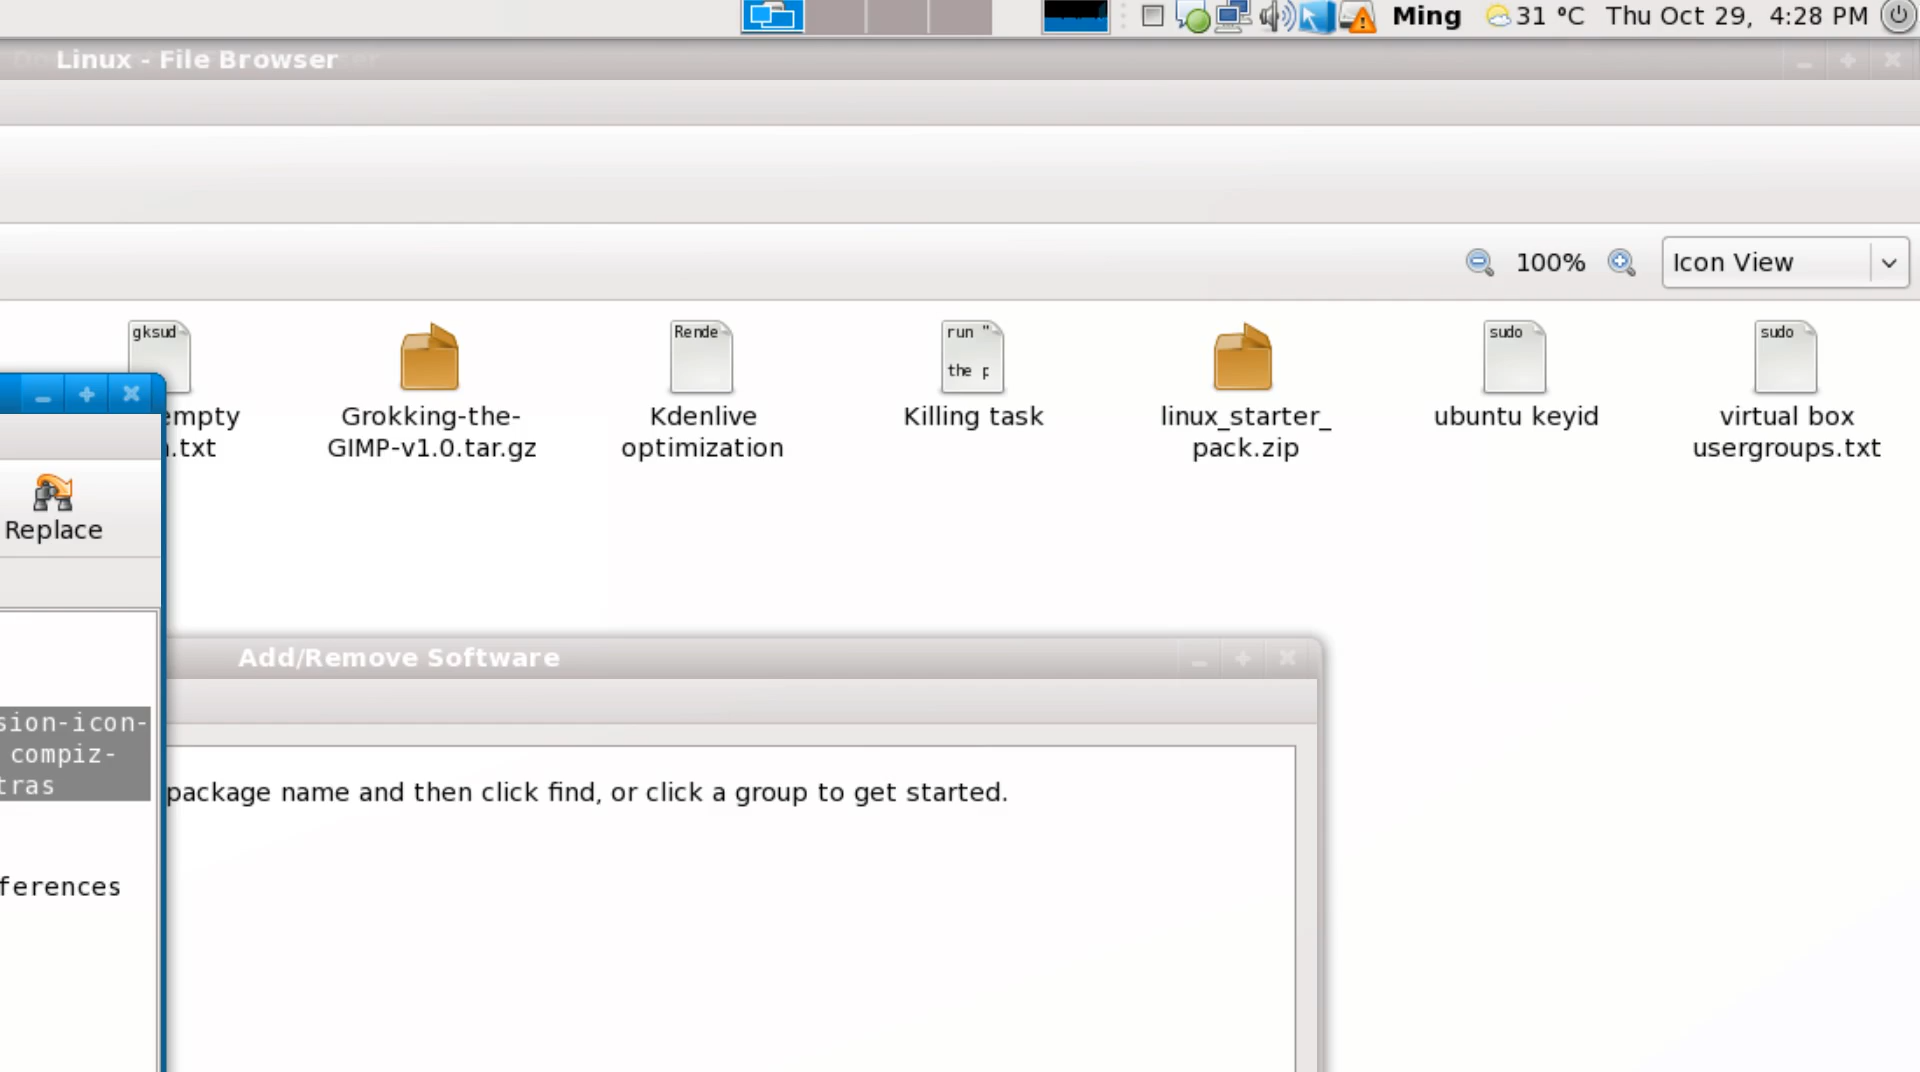 Ming 31 °C Thu Oct 29, 4:28 PM
Linux - File Browser
100% Icon View
gksud
Rende
run "
the p
sudo
sudo
empty
.txt
Grokking-the-
GIMP-v1.0.tar.gz
Kdenlive
optimization
Killing task
linux_starter_
pack.zip
ubuntu keyid
virtual box
usergroups.txt
Replace
Add/Remove Software
sion-icon-
compiz-
tras
package name and then click find, or click a group to get started.
ferences